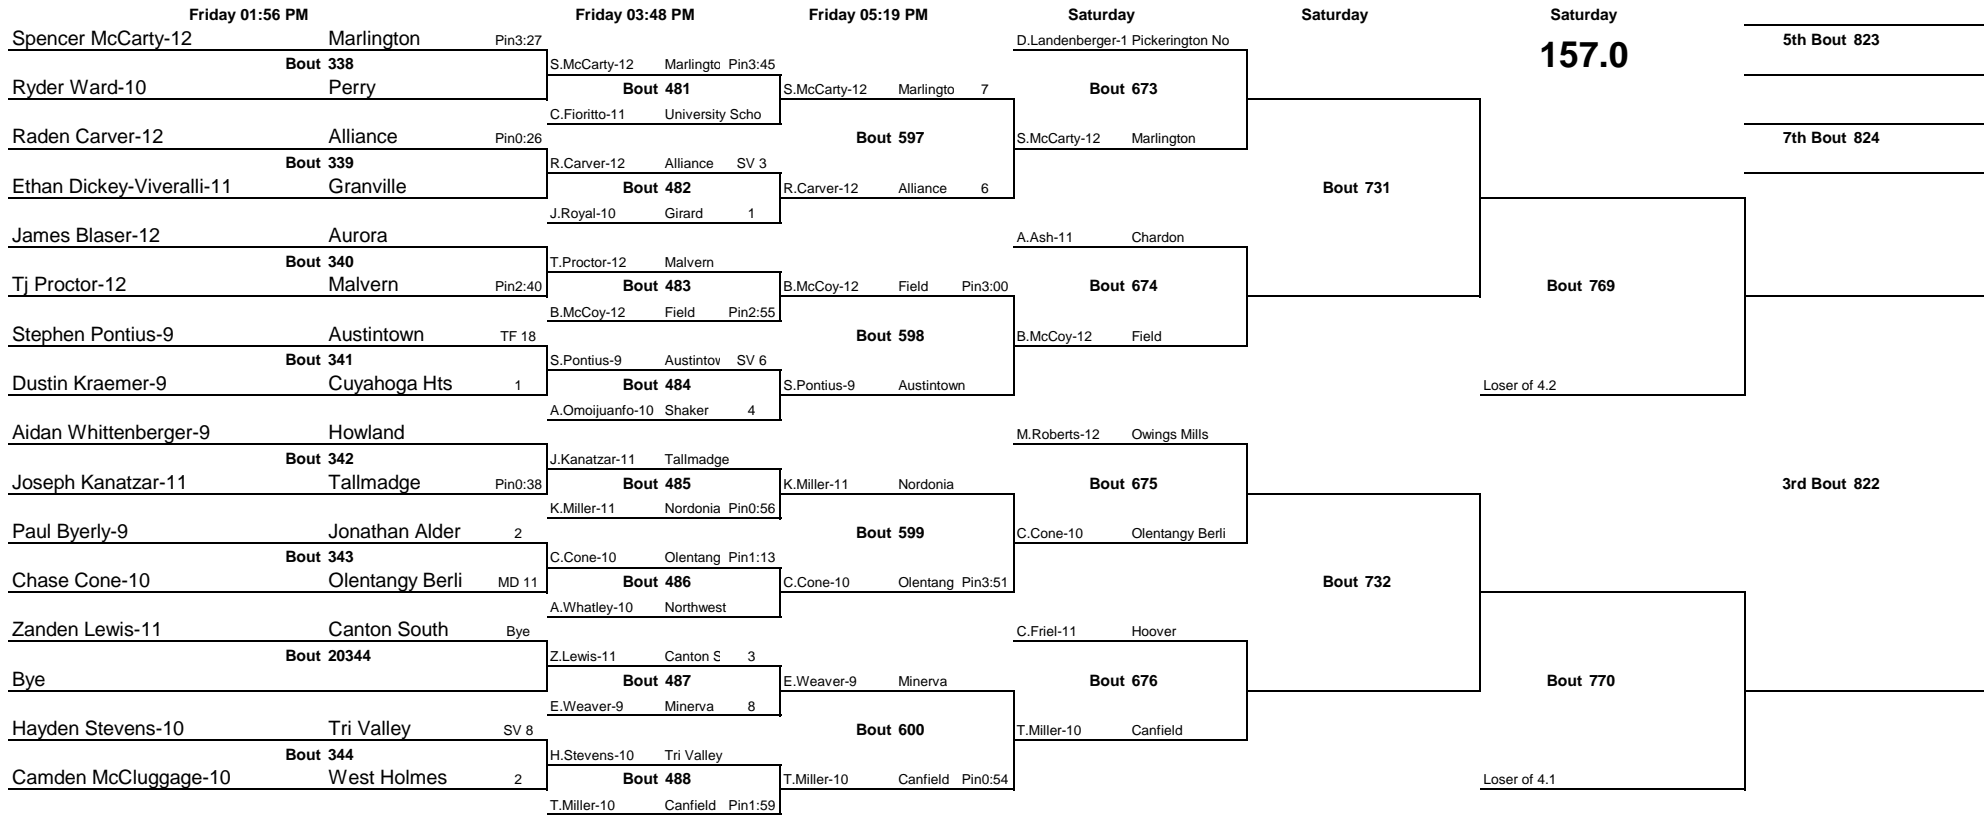 Friday 01:56 PM Friday 03:48 PM Friday 05:19 PM Saturday Saturday Saturday
157.0
Spencer McCarty-12 Marlington Pin3:27
Bout 338
Ryder Ward-10 Perry
Raden Carver-12 Alliance Pin0:26
Bout 339
Ethan Dickey-Viveralli-11 Granville
James Blaser-12 Aurora
Bout 340
Tj Proctor-12 Malvern Pin2:40
Stephen Pontius-9 Austintown TF 18
Bout 341
Dustin Kraemer-9 Cuyahoga Hts 1
Aidan Whittenberger-9 Howland
Bout 342
Joseph Kanatzar-11 Tallmadge Pin0:38
Paul Byerly-9 Jonathan Alder 2
Bout 343
Chase Cone-10 Olentangy Berli MD 11
Zanden Lewis-11 Canton South Bye
Bout 20344
Bye
Hayden Stevens-10 Tri Valley SV 8
Bout 344
Camden McCluggage-10 West Holmes 2
S.McCarty-12 Marlingto Pin3:45
Bout 481
C.Fioritto-11 University Scho
R.Carver-12 Alliance SV 3
Bout 482
J.Royal-10 Girard 1
T.Proctor-12 Malvern
Bout 483
B.McCoy-12 Field Pin2:55
S.Pontius-9 Austintow SV 6
Bout 484
A.Omoijuanfo-10 Shaker 4
J.Kanatzar-11 Tallmadge
Bout 485
K.Miller-11 Nordonia Pin0:56
C.Cone-10 Olentang Pin1:13
Bout 486
A.Whatley-10 Northwest
Z.Lewis-11 Canton S 3
Bout 487
E.Weaver-9 Minerva 8
H.Stevens-10 Tri Valley
Bout 488
T.Miller-10 Canfield Pin1:59
S.McCarty-12 Marlingto 7
Bout 597
R.Carver-12 Alliance 6
B.McCoy-12 Field Pin3:00
Bout 598
S.Pontius-9 Austintown
K.Miller-11 Nordonia
Bout 599
C.Cone-10 Olentang Pin3:51
E.Weaver-9 Minerva
Bout 600
T.Miller-10 Canfield Pin0:54
D.Landenberger-1 Pickerington No
Bout 673
S.McCarty-12 Marlington
A.Ash-11 Chardon
Bout 674
B.McCoy-12 Field
M.Roberts-12 Owings Mills
Bout 675
C.Cone-10 Olentangy Berli
C.Friel-11 Hoover
Bout 676
T.Miller-10 Canfield
Bout 731
Bout 732
Bout 769
Loser of 4.2
Bout 770
Loser of 4.1
5th Bout 823
7th Bout 824
3rd Bout 822